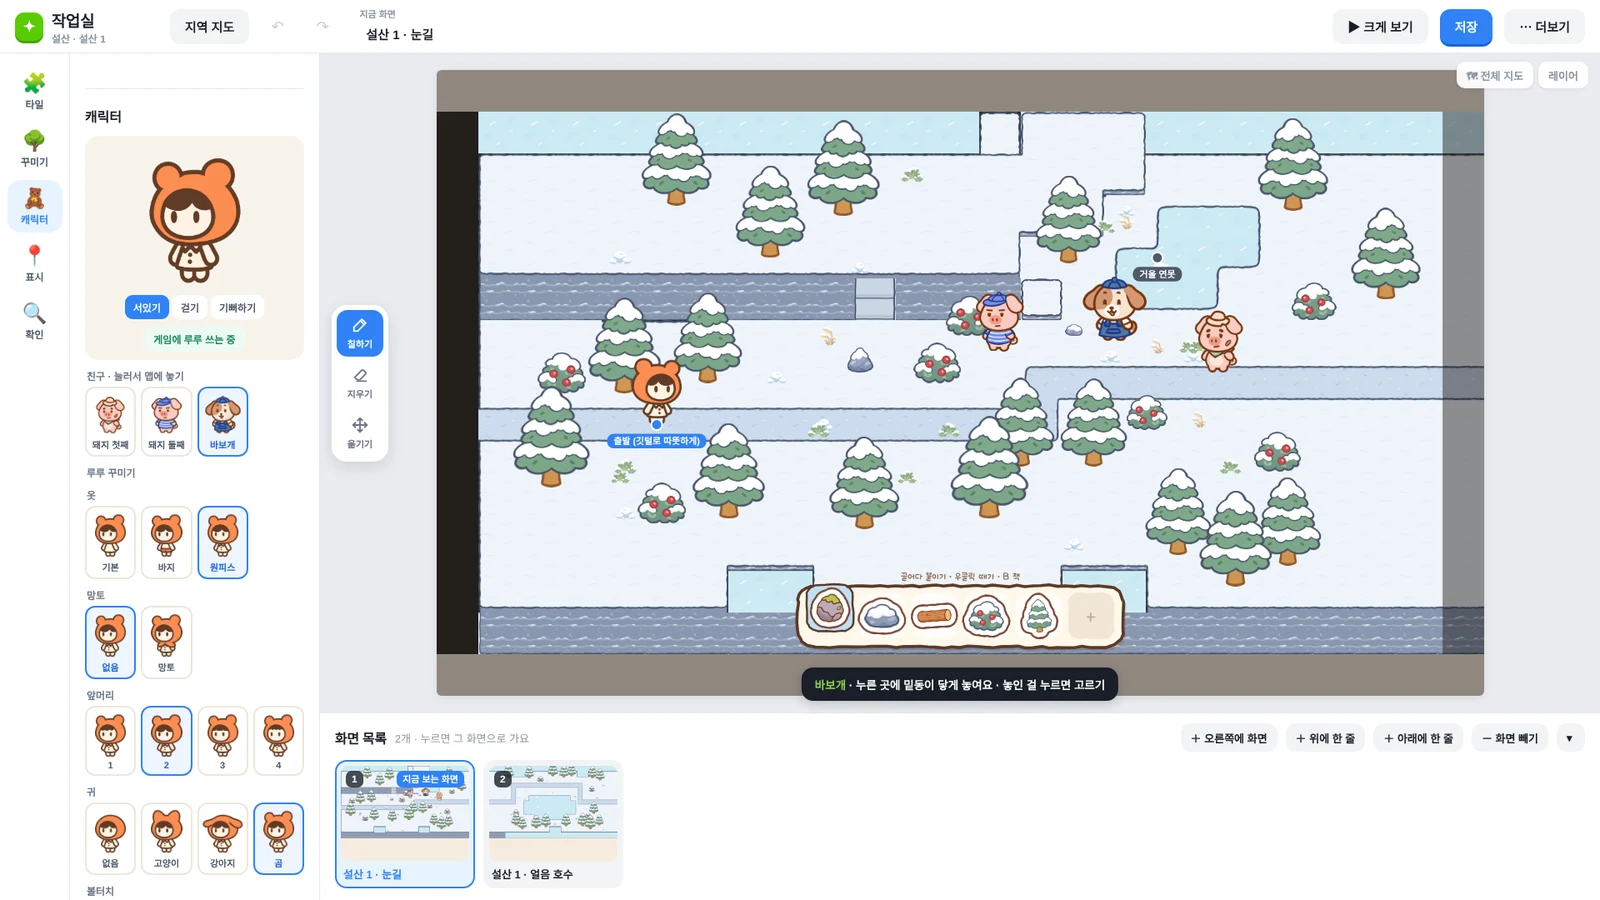 작업실
설산 · 설산 1
지역 지도
지금 화면
설산 1 · 눈길
▶ 크게 보기
저장
··· 더보기
타일
꾸미기
캐릭터
표시
확인
캐릭터
서있기
걷기
기뻐하기
게임에 루루 쓰는 중
친구 · 눌러서 맵에 놓기
돼지 첫째
돼지 둘째
바보개
루루 꾸미기
옷
기본
바지
원피스
망토
없음
망토
앞머리
1
2
3
4
귀
없음
고양이
강아지
곰
볼터치
칠하기
지우기
옮기기
전체 지도
레이어
거울 연못
출발 (깃털로 따뜻하게)
끌어다 붙이기 · 우클릭 떼기 · B 책
+
바보개 · 누른 곳에 밑동이 닿게 놓여요 · 놓인 걸 누르면 고르기
화면 목록
2개 · 누르면 그 화면으로 가요
+ 오른쪽에 화면
+ 위에 한 줄
+ 아래에 한 줄
− 화면 빼기
▼
1
지금 보는 화면
설산 1 · 눈길
2
설산 1 · 얼음 호수